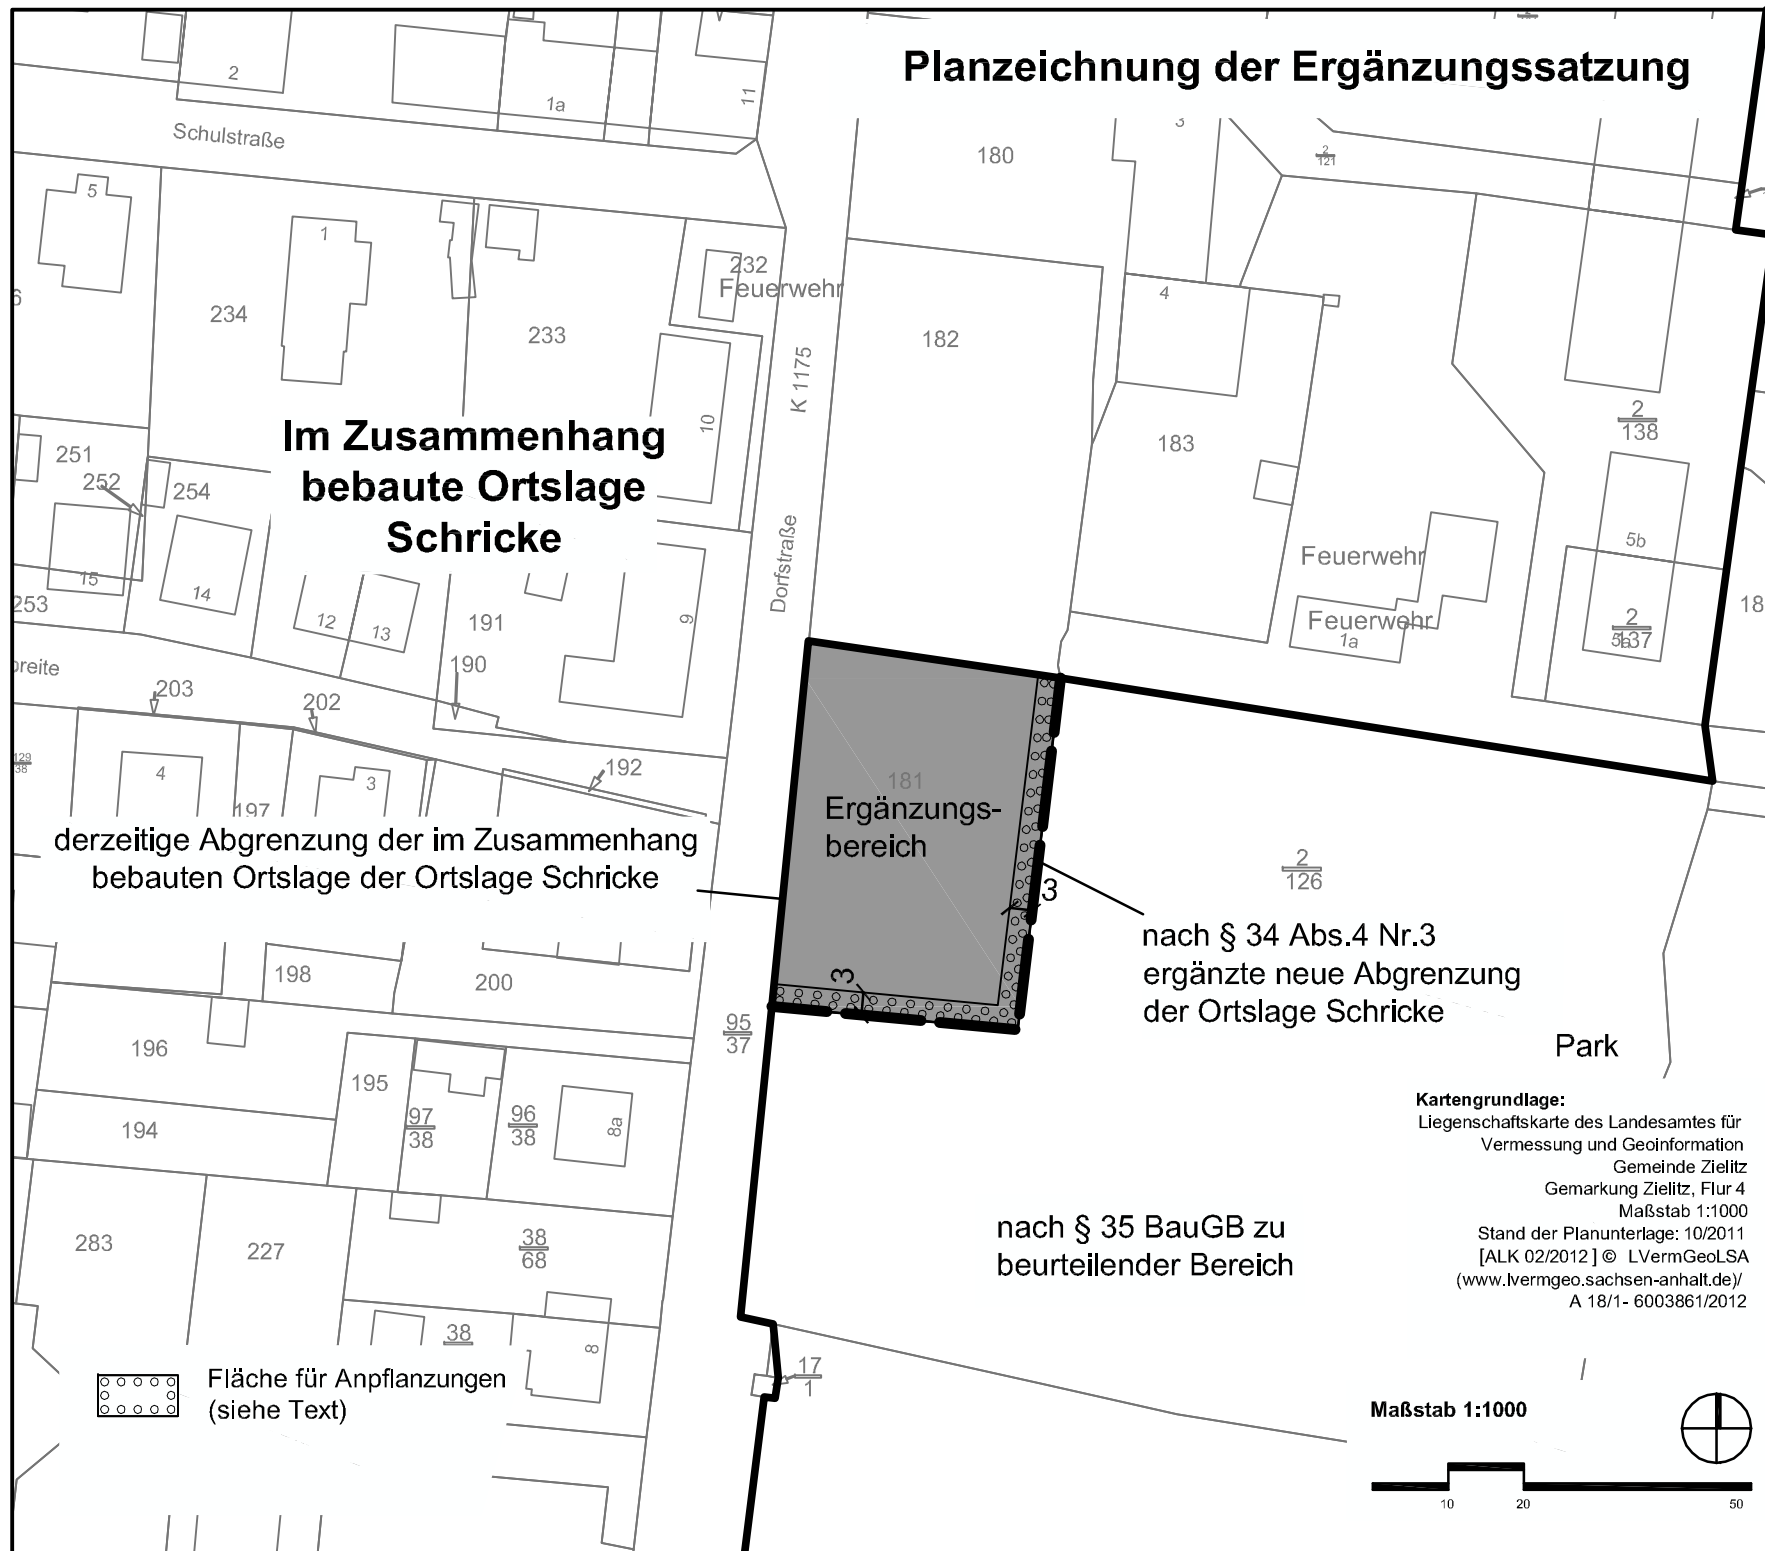 Planzeichnung der Ergänzungssatzung
2
1a
11
Schulstraße
180
3
2
121
5
1
232
Feuerwehr
234
233
182
4
K 1175
10
183
2
138
Im Zusammenhang
bebaute Ortslage
Schricke
251
252
254
15
14
253
12
13
191
190
9
Dorfstraße
Feuerwehr
Feuerwehr
1a
5b
2
137
5a
18
breite
203
202
192
129
38
4
3
197
181
Ergänzungs-
bereich
derzeitige Abgrenzung der im Zusammenhang
bebauten Ortslage der Ortslage Schricke
2
126
3
3
nach § 34 Abs.4 Nr.3
ergänzte neue Abgrenzung
der Ortslage Schricke
198
200
95
37
196
195
194
97
38
96
38
8a
Park
Kartengrundlage:
Liegenschaftskarte des Landesamtes für
Vermessung und Geoinformation
Gemeinde Zielitz
Gemarkung Zielitz, Flur 4
Maßstab 1:1000
Stand der Planunterlage: 10/2011
[ALK 02/2012 ] © LVermGeoLSA
(www.lvermgeo.sachsen-anhalt.de)/
A 18/1- 6003861/2012
283
227
38
68
nach § 35 BauGB zu
beurteilender Bereich
38
8
17
1
Fläche für Anpflanzungen
(siehe Text)
Maßstab 1:1000
10
20
50